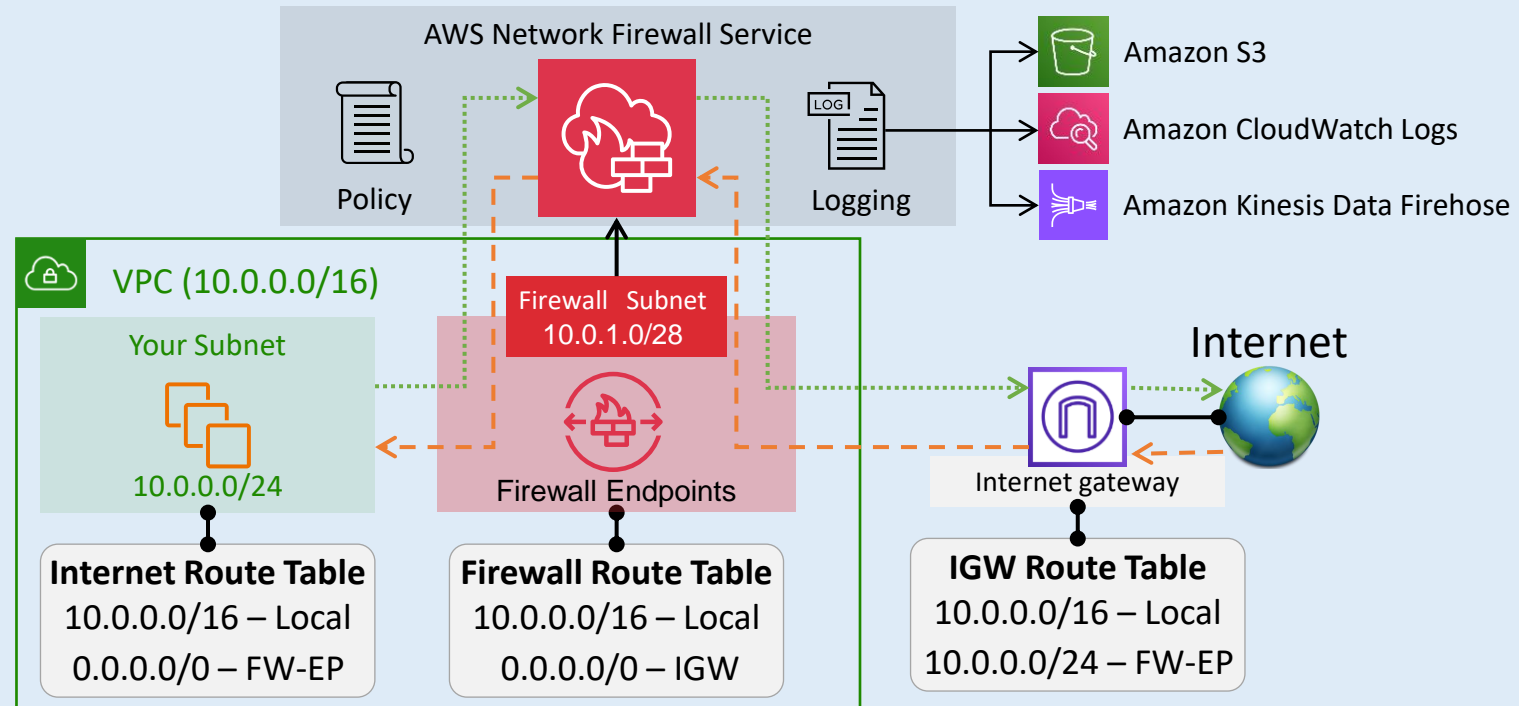 AWS Network Firewall Service
Policy
LOG
Logging
Amazon S3
Amazon CloudWatch Logs
Amazon Kinesis Data Firehose
VPC (10.0.0.0/16)
Your Subnet
10.0.0.0/24
Firewall Subnet
10.0.1.0/28
Firewall Endpoints
Internet
Internet gateway
Internet Route Table
10.0.0.0/16 – Local
0.0.0.0/0 – FW-EP
Firewall Route Table
10.0.0.0/16 – Local
0.0.0.0/0 – IGW
IGW Route Table
10.0.0.0/16 – Local
10.0.0.0/24 – FW-EP